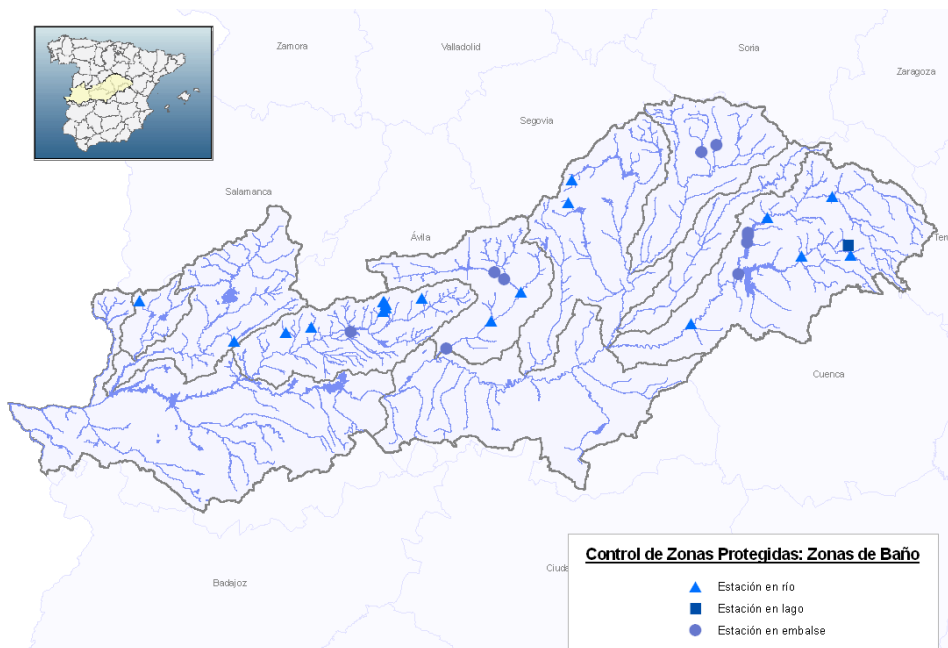 Zamora
Valladolid
Soria
Zaragoza
Segovia
Salamanca
Ávila
Cuenca
Badajoz
Control de Zonas Protegidas: Zonas de Baño
Estación en río
Estación en lago
Estación en embalse